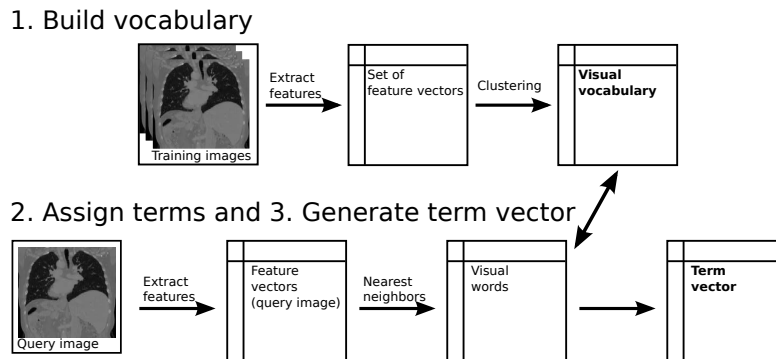 1. Build vocabulary
Extract
features
Set of
feature vectors
Clustering
Visual
vocabulary
Training images
2. Assign terms and 3. Generate term vector
Extract
features
Feature
vectors
(query image)
Nearest
neighbors
Visual
words
Term
vector
Query image